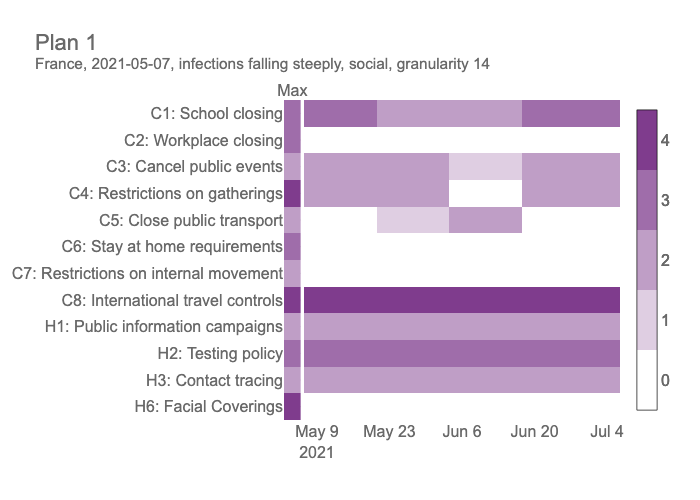 Plan 1
France, 2021-05-07, infections falling steeply, social, granularity 14
Max
C1: School closing
C2: Workplace closing
C3: Cancel public events
C4: Restrictions on gatherings
C5: Close public transport
C6: Stay at home requirements
C7: Restrictions on internal movement
C8: International travel controls
H1: Public information campaigns
H2: Testing policy
H3: Contact tracing
H6: Facial Coverings
May 9 May 23 Jun 6 Jun 20 Jul 4
2021
4
3
2
1
0